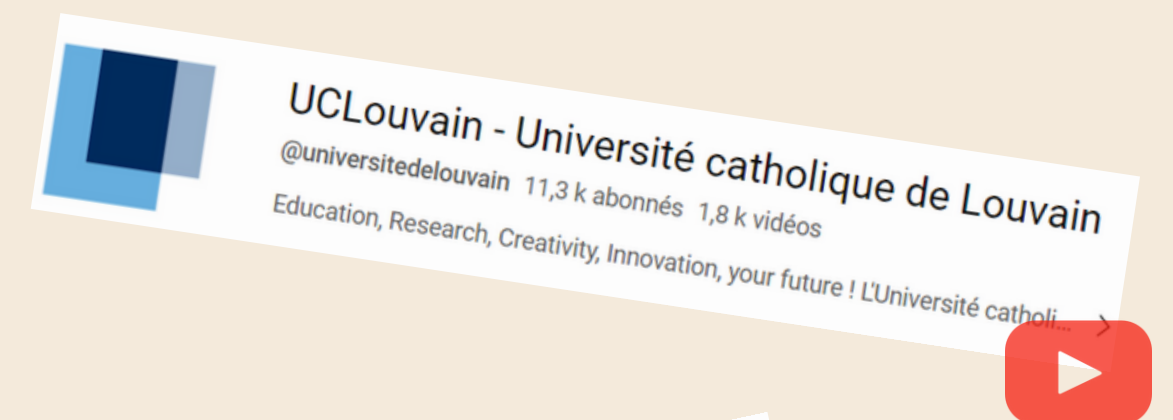 UCLouvain - Université catholique de Louvain
@universitedelouvain 11,3 k abonnés 1,8 k vidéos
Education, Research, Creativity, Innovation, your future ! L'Université catholi...